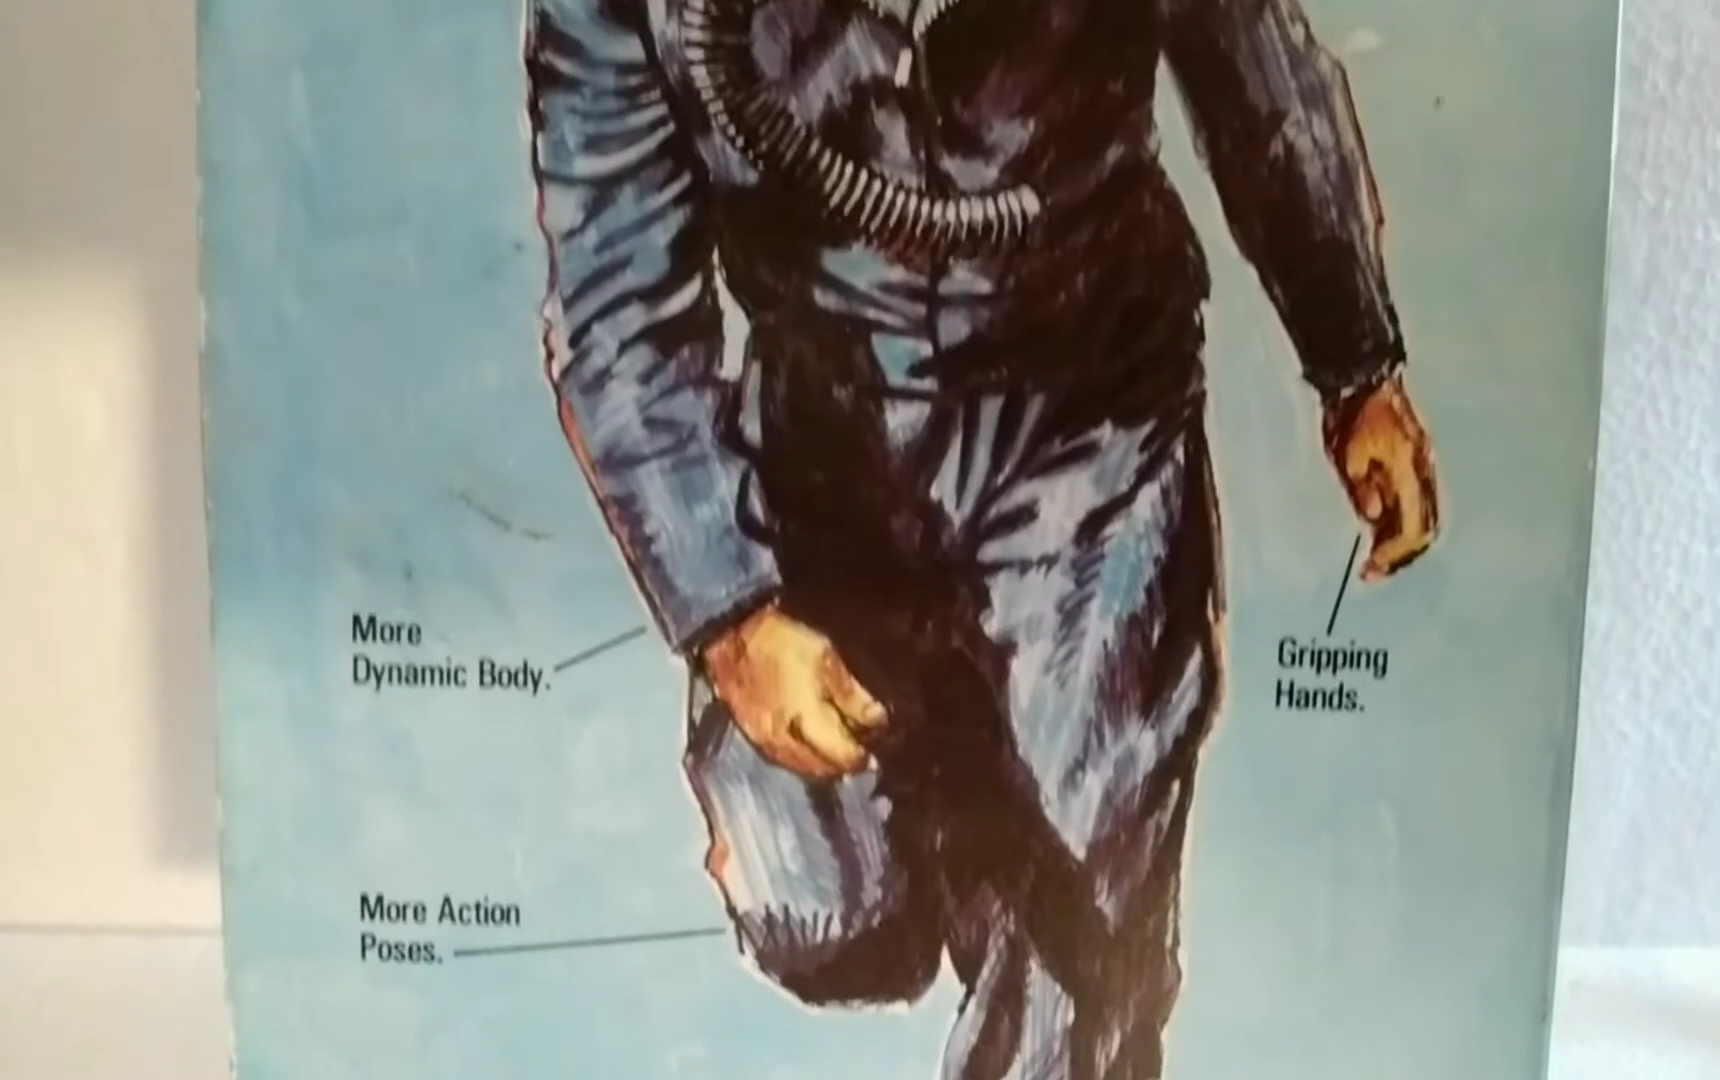 More
Dynamic Body.
Gripping
Hands.
More Action
Poses.